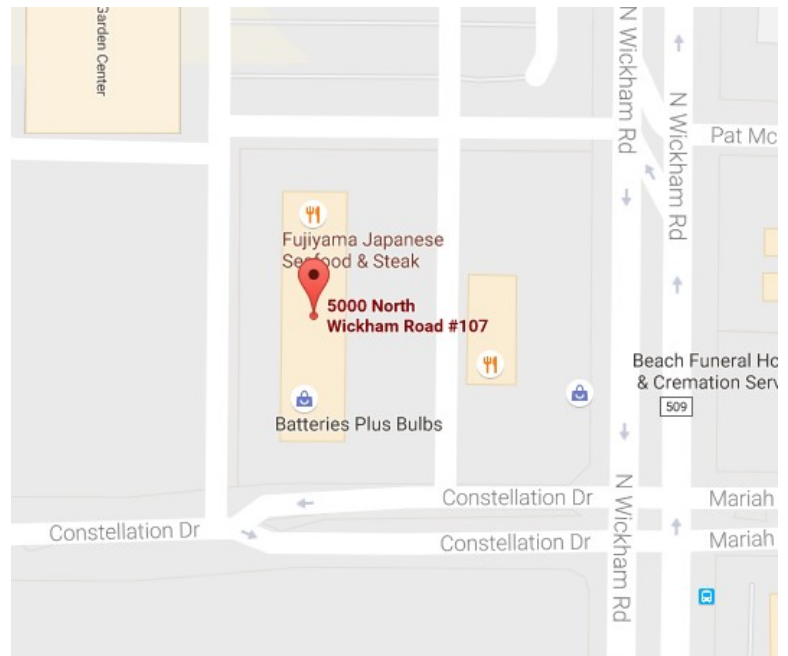 Garden Center
N Wickham Rd
N Wickham Rd
Pat Mc
Fujiyama Japanese
Seafood & Steak
5000 North
Wickham Road #107
Beach Funeral Ho
& Cremation Serv
509
Batteries Plus Bulbs
Constellation Dr
Mariah
Constellation Dr
Constellation Dr
Mariah
N Wickham Rd